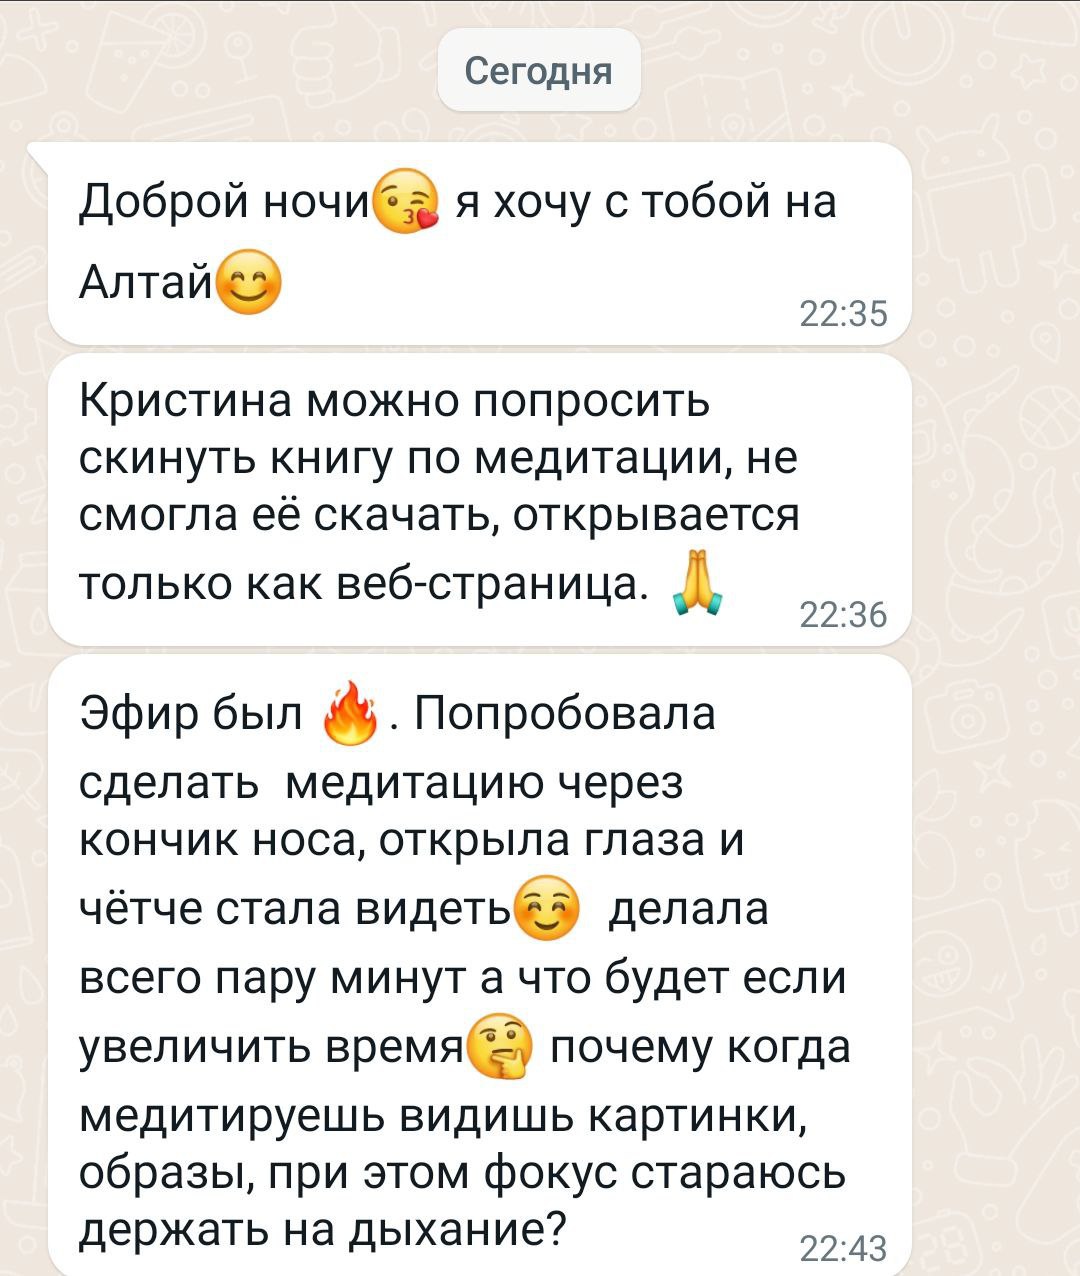 Сегодня
Доброй ночи😘 я хочу с тобой на
Алтай😊
22:35
Кристина можно попросить
скинуть книгу по медитации, не
смогла её скачать, открывается
только как веб-страница. 🙏
22:36
Эфир был 🔥. Попробовала
сделать  медитацию через
кончик носа, открыла глаза и
чётче стала видеть☺️  делала
всего пару минут а что будет если
увеличить время🤔 почему когда
медитируешь видишь картинки,
образы, при этом фокус стараюсь
держать на дыхание?
22:43